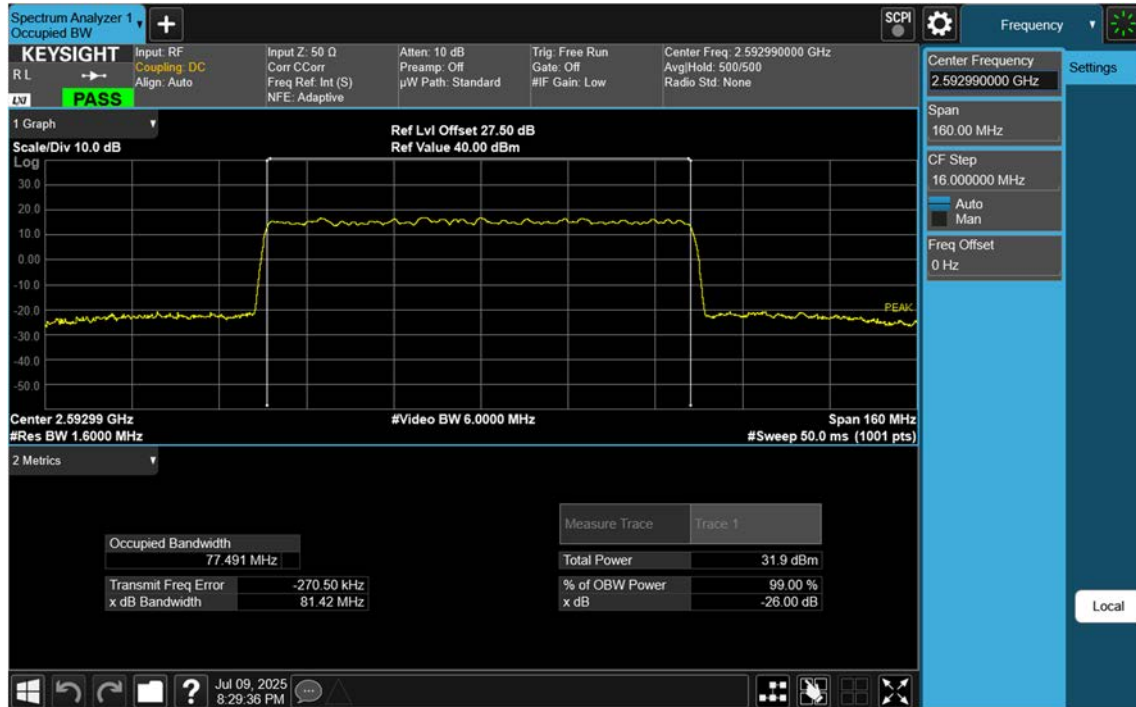 Spectrum Analyzer 1
Occupied BW
SCPI
Frequency
KEYSIGHT
R L
LXI
PASS
Input: RF
Coupling: DC
Align: Auto
Input Z: 50 Ω
Corr CCorr
Freq Ref: Int (S)
NFE: Adaptive
Atten: 10 dB
Preamp: Off
µW Path: Standard
Trig: Free Run
Gate: Off
#IF Gain: Low
Center Freq: 2.592990000 GHz
Avg|Hold: 500/500
Radio Std: None
Center Frequency
2.592990000 GHz
Settings
Span
160.00 MHz
CF Step
16.000000 MHz
Auto
Man
Freq Offset
0 Hz
1 Graph
Scale/Div 10.0 dB
Ref Lvl Offset 27.50 dB
Ref Value 40.00 dBm
Log
30.0
20.0
10.0
0.00
-10.0
-20.0
-30.0
-40.0
-50.0
PEAK
Center 2.59299 GHz
#Video BW 6.0000 MHz
Span 160 MHz
#Res BW 1.6000 MHz
#Sweep 50.0 ms (1001 pts)
2 Metrics
Measure Trace Trace 1
Occupied Bandwidth
77.491 MHz
Total Power 31.9 dBm
Transmit Freq Error -270.50 kHz
% of OBW Power 99.00 %
x dB Bandwidth 81.42 MHz
x dB -26.00 dB
Local
Jul 09, 2025
8:29:36 PM